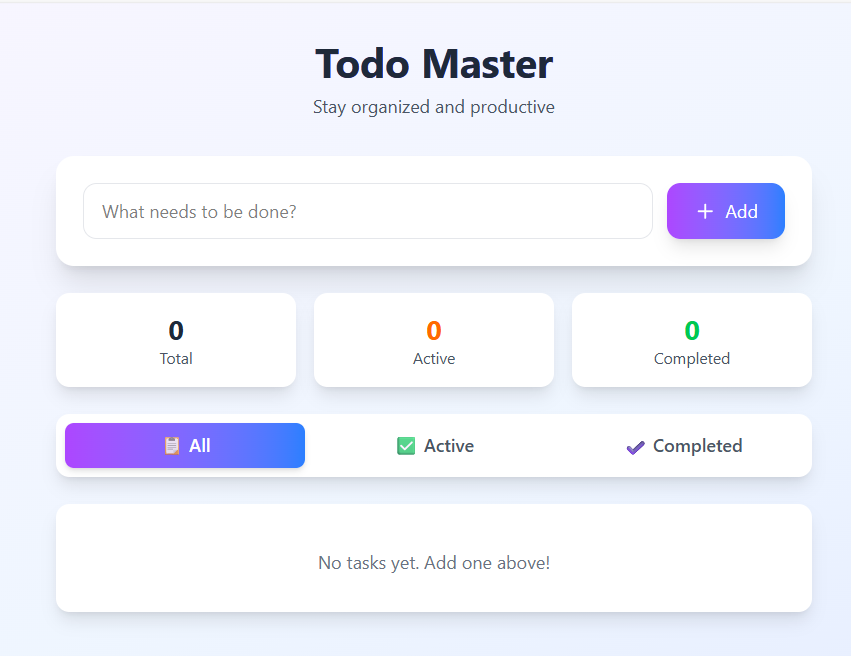 Todo Master
Stay organized and productive
What needs to be done?
+ Add
0
Total
0
Active
0
Completed
All
Active
Completed
No tasks yet. Add one above!